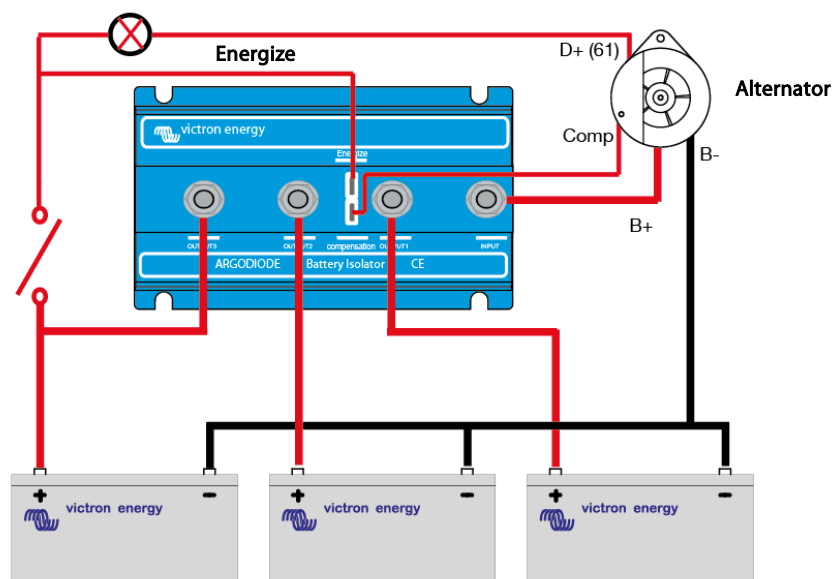 D+ (61)
Energize
Alternator
victron energy
Energize
Comp
B-
B+
OUTPUT3
OUTPUT2
compensation
OUTPUT1
INPUT
ARGODIODE Battery Isolator CE
+ - + - + -
victron energy
victron energy
victron energy